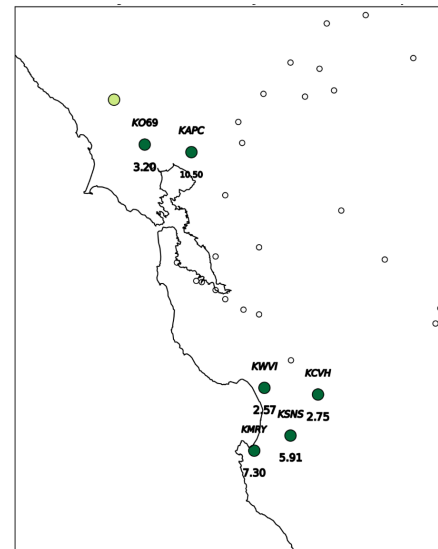 KO69
KAPC
3.20
10.50
KWVI
KCVH
2.57
KSNS
2.75
KMRY
5.91
7.30